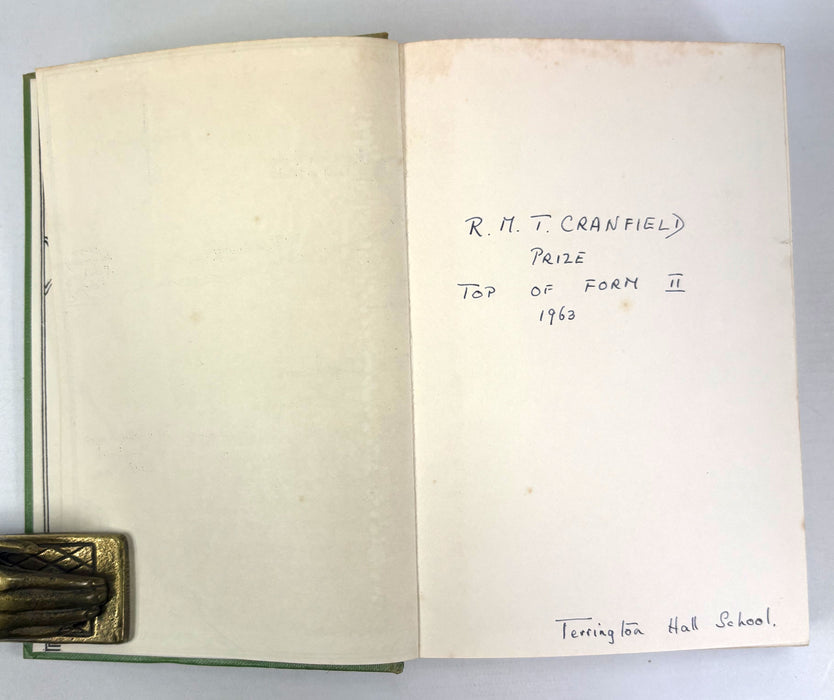 R. M. T. CRANFIELD
PRIZE
TOP OF FORM II
1963
Terrington Hall School.